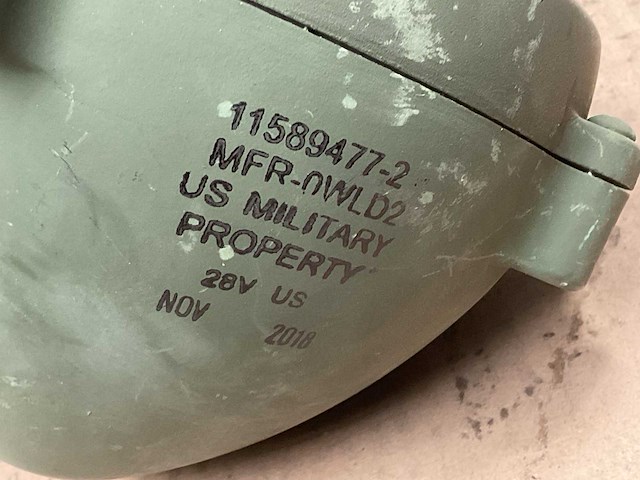 11589477-2
MFR-0WLD2
US MILITARY
PROPERTY
28V US
NOV 2018